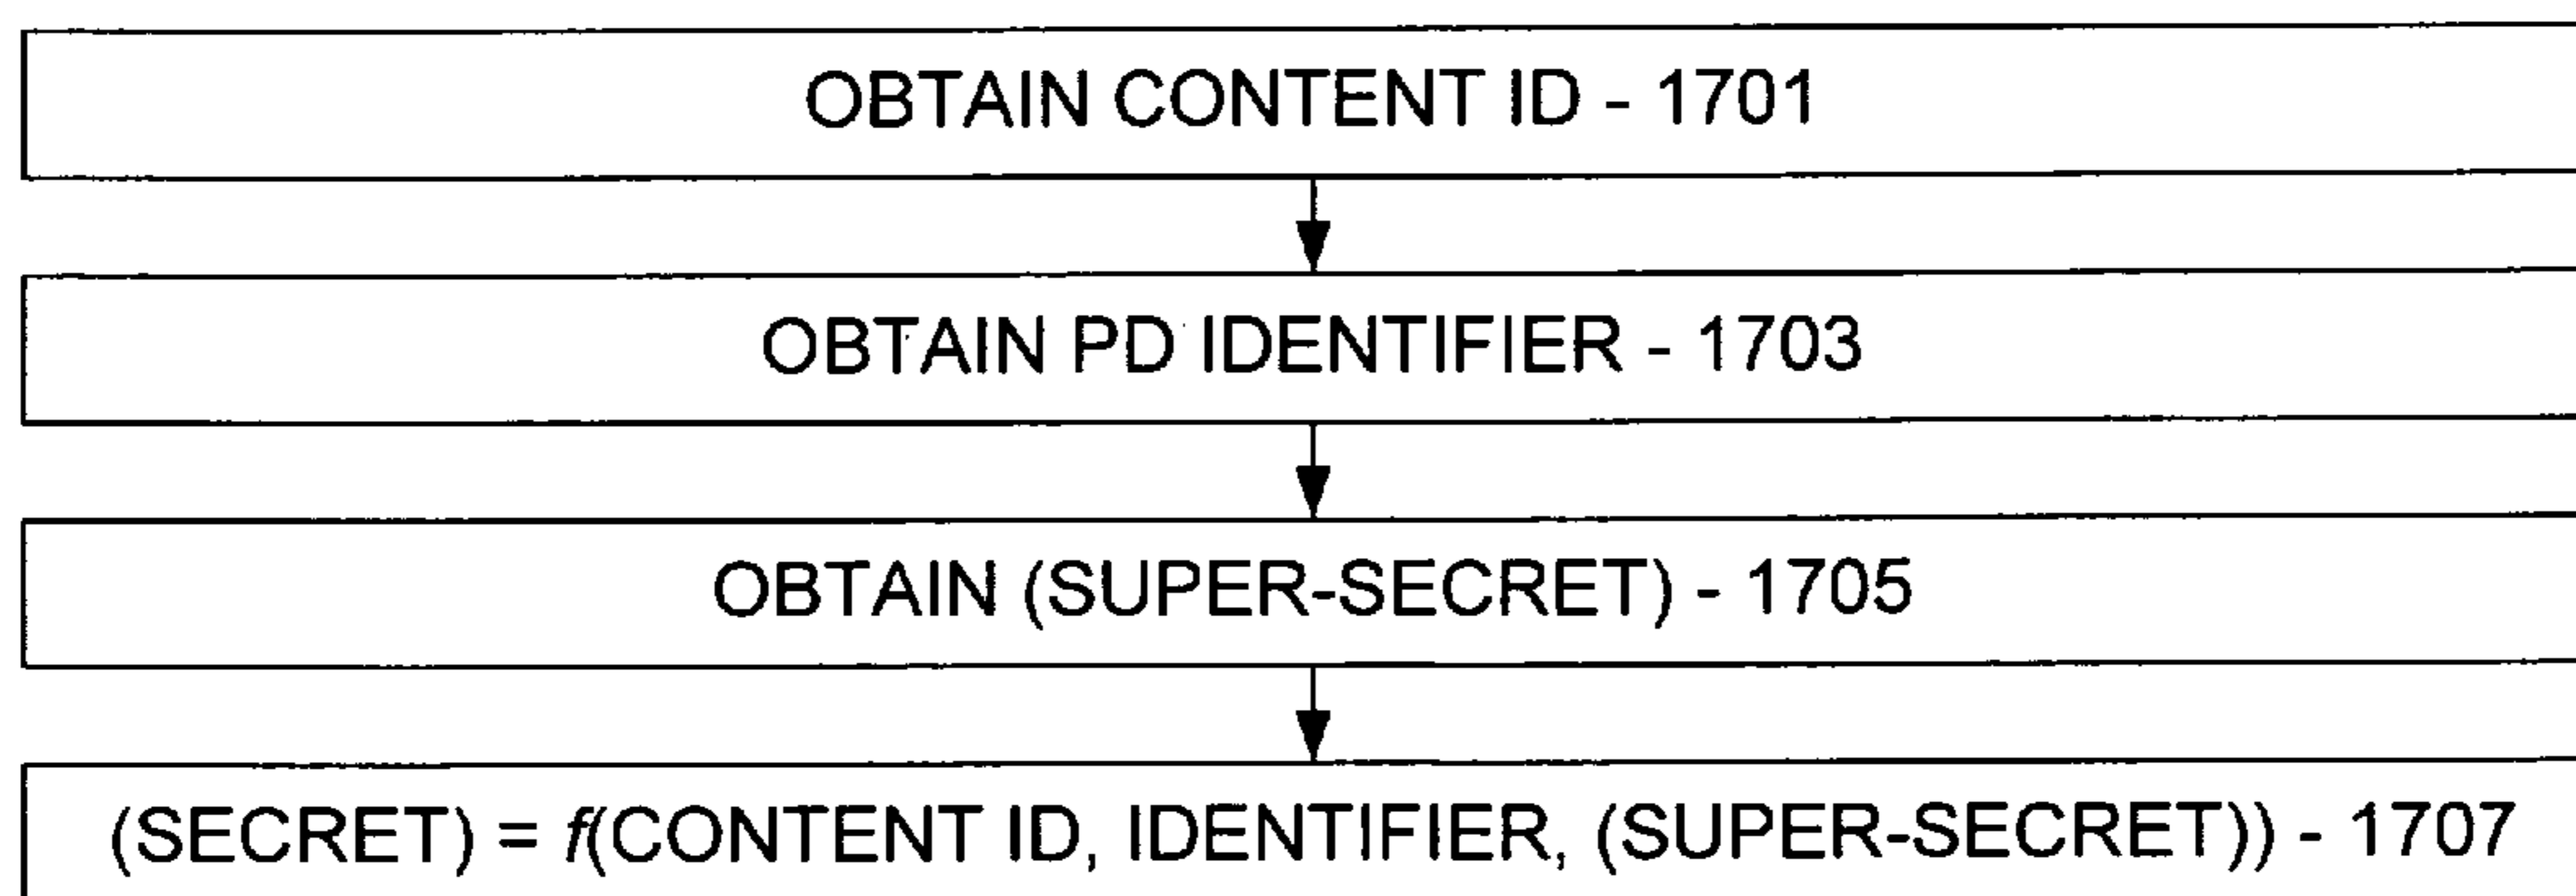 OBTAIN CONTENT ID - 1701
OBTAIN PD IDENTIFIER - 1703
OBTAIN (SUPER-SECRET) - 1705
(SECRET) = f(CONTENT ID, IDENTIFIER, (SUPER-SECRET)) - 1707